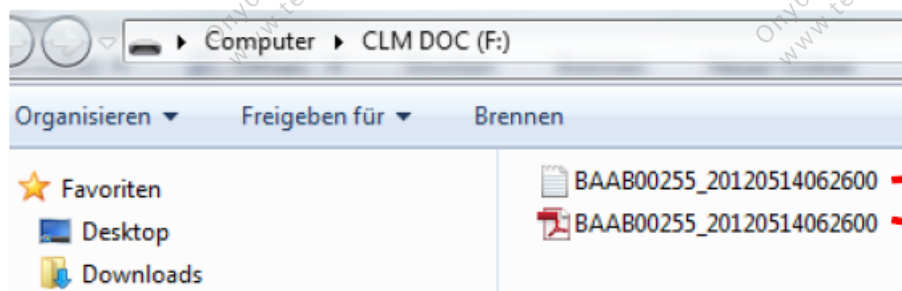 Computer ▸ CLM DOC (F:)
Organisieren Freigeben für Brennen
Favoriten
Desktop
Downloads
BAAB00255_20120514062600
BAAB00255_20120514062600